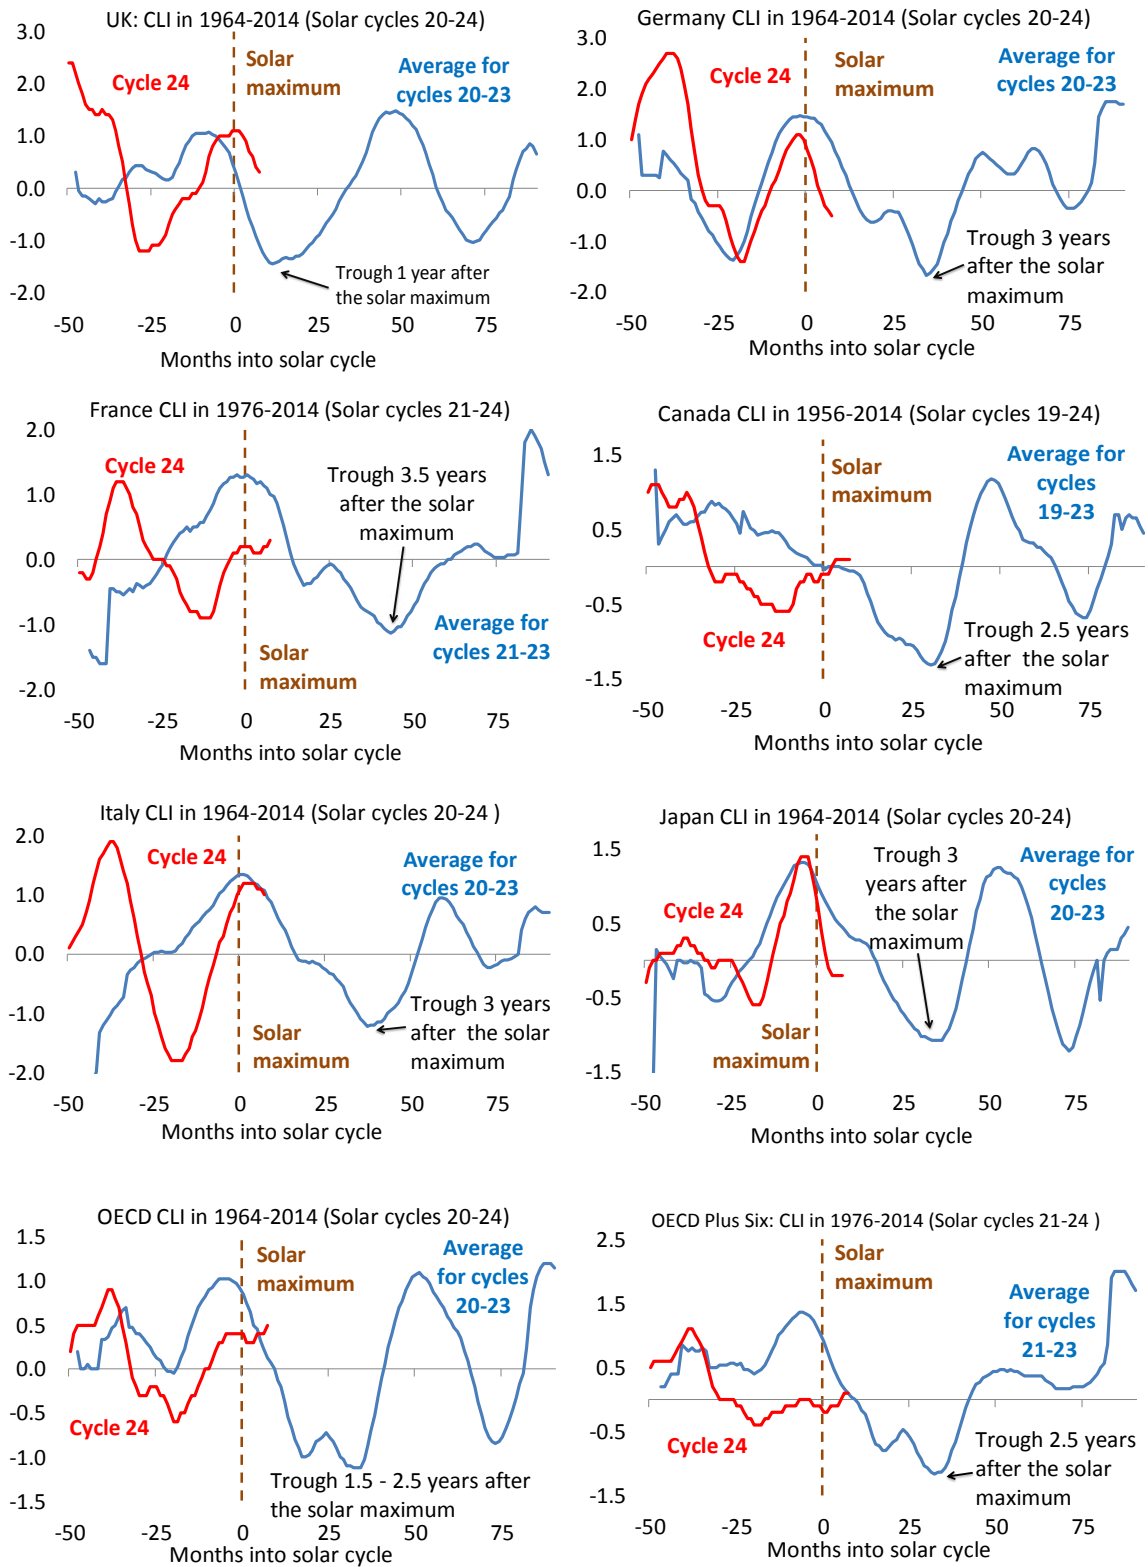 UK: CLI in 1964-2014 (Solar cycles 20-24)
3.0
2.0
1.0
0.0
-1.0
-2.0
Cycle 24
Solar
maximum
Average for
cycles 20-23
Trough 1 year after
the solar maximum
-50
-25
0
25
50
75
Months into solar cycle
Germany CLI in 1964-2014 (Solar cycles 20-24)
3.0
2.0
1.0
0.0
-1.0
-2.0
Cycle 24
Solar
maximum
Average for
cycles 20-23
Trough 3 years
after the solar
maximum
-50
-25
0
25
50
75
Months into solar cycle
France CLI in 1976-2014 (Solar cycles 21-24)
2.0
1.0
0.0
-1.0
-2.0
Cycle 24
Trough 3.5 years
after the solar
maximum
Solar
maximum
Average for
cycles 21-23
-50
-25
0
25
50
75
Months into solar cycle
Canada CLI in 1956-2014 (Solar cycles 19-24)
1.5
0.5
-0.5
-1.5
Solar
maximum
Average for
cycles
19-23
Cycle 24
Trough 2.5 years
after the solar
maximum
-50
-25
0
25
50
75
Months into solar cycle
Italy CLI in 1964-2014 (Solar cycles 20-24 )
2.0
1.0
0.0
-1.0
-2.0
Cycle 24
Average for
cycles 20-23
Solar
maximum
Trough 3 years
after the solar
maximum
-50
-25
0
25
50
75
Months into solar cycle
Japan CLI in 1964-2014 (Solar cycles 20-24)
1.5
0.5
-0.5
-1.5
Cycle 24
Trough 3
years after
the solar
maximum
Average for
cycles
20-23
Solar
maximum
-50
-25
0
25
50
75
Months into solar cycle
OECD CLI in 1964-2014 (Solar cycles 20-24)
1.5
1.0
0.5
0.0
-0.5
-1.0
-1.5
Solar
maximum
Average
for cycles
20-23
Cycle 24
Trough 1.5 - 2.5 years after
the solar maximum
-50
-25
0
25
50
75
Months into solar cycle
OECD Plus Six: CLI in 1976-2014 (Solar cycles 21-24 )
2.5
1.5
0.5
-0.5
-1.5
Solar
maximum
Average
for cycles
21-23
Cycle 24
Trough 2.5 years
after the solar
maximum
-50
-25
0
25
50
75
Months into solar cycle